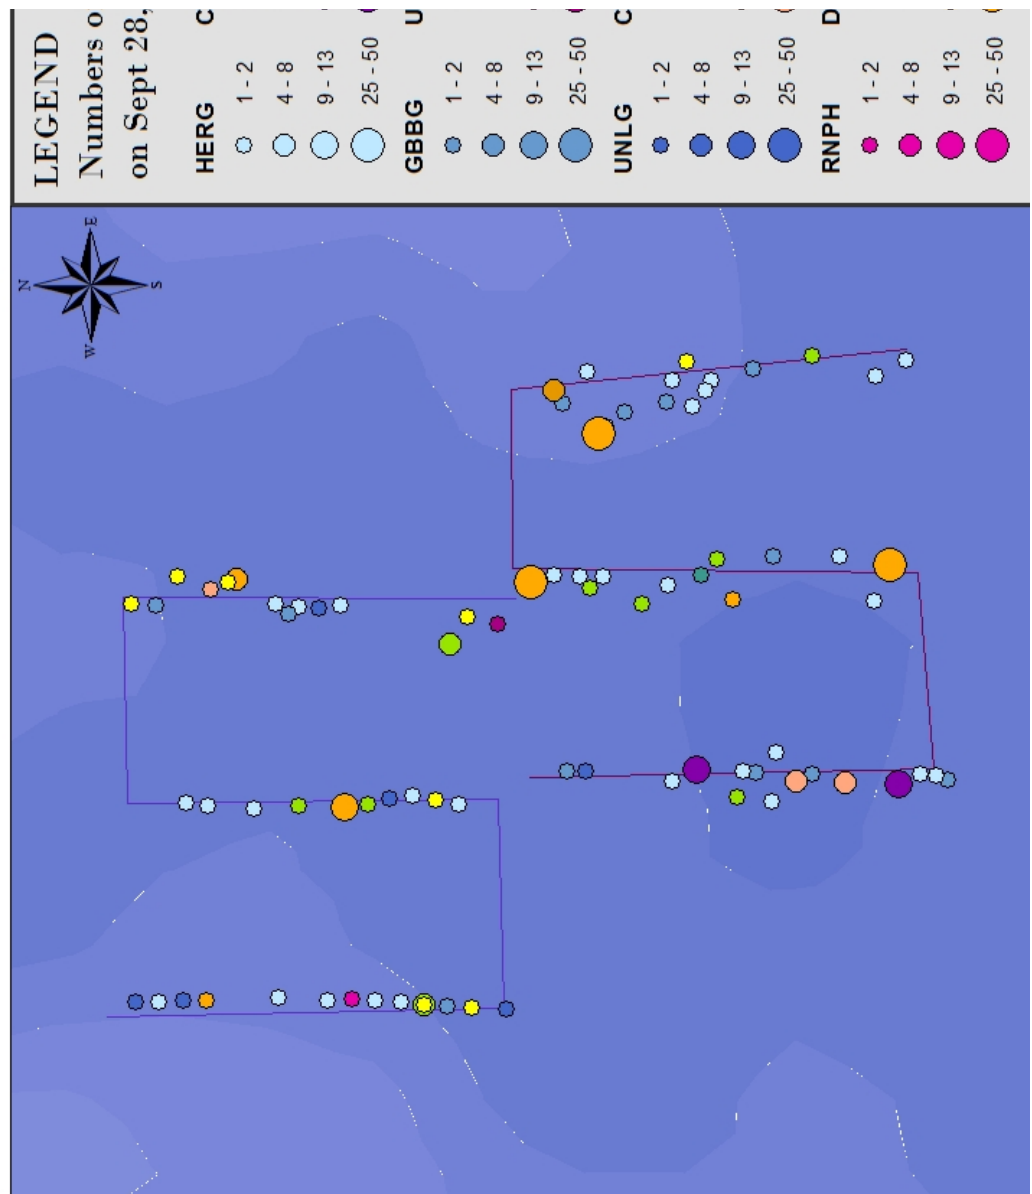 LEGEND
Numbers o
on Sept 28,
HERG
1 - 2
4 - 8
9 - 13
25 - 50
GBBG
1 - 2
4 - 8
9 - 13
25 - 50
UNLG
1 - 2
4 - 8
9 - 13
25 - 50
RNPH
1 - 2
4 - 8
9 - 13
25 - 50
C
U
C
D
N
E
S
W